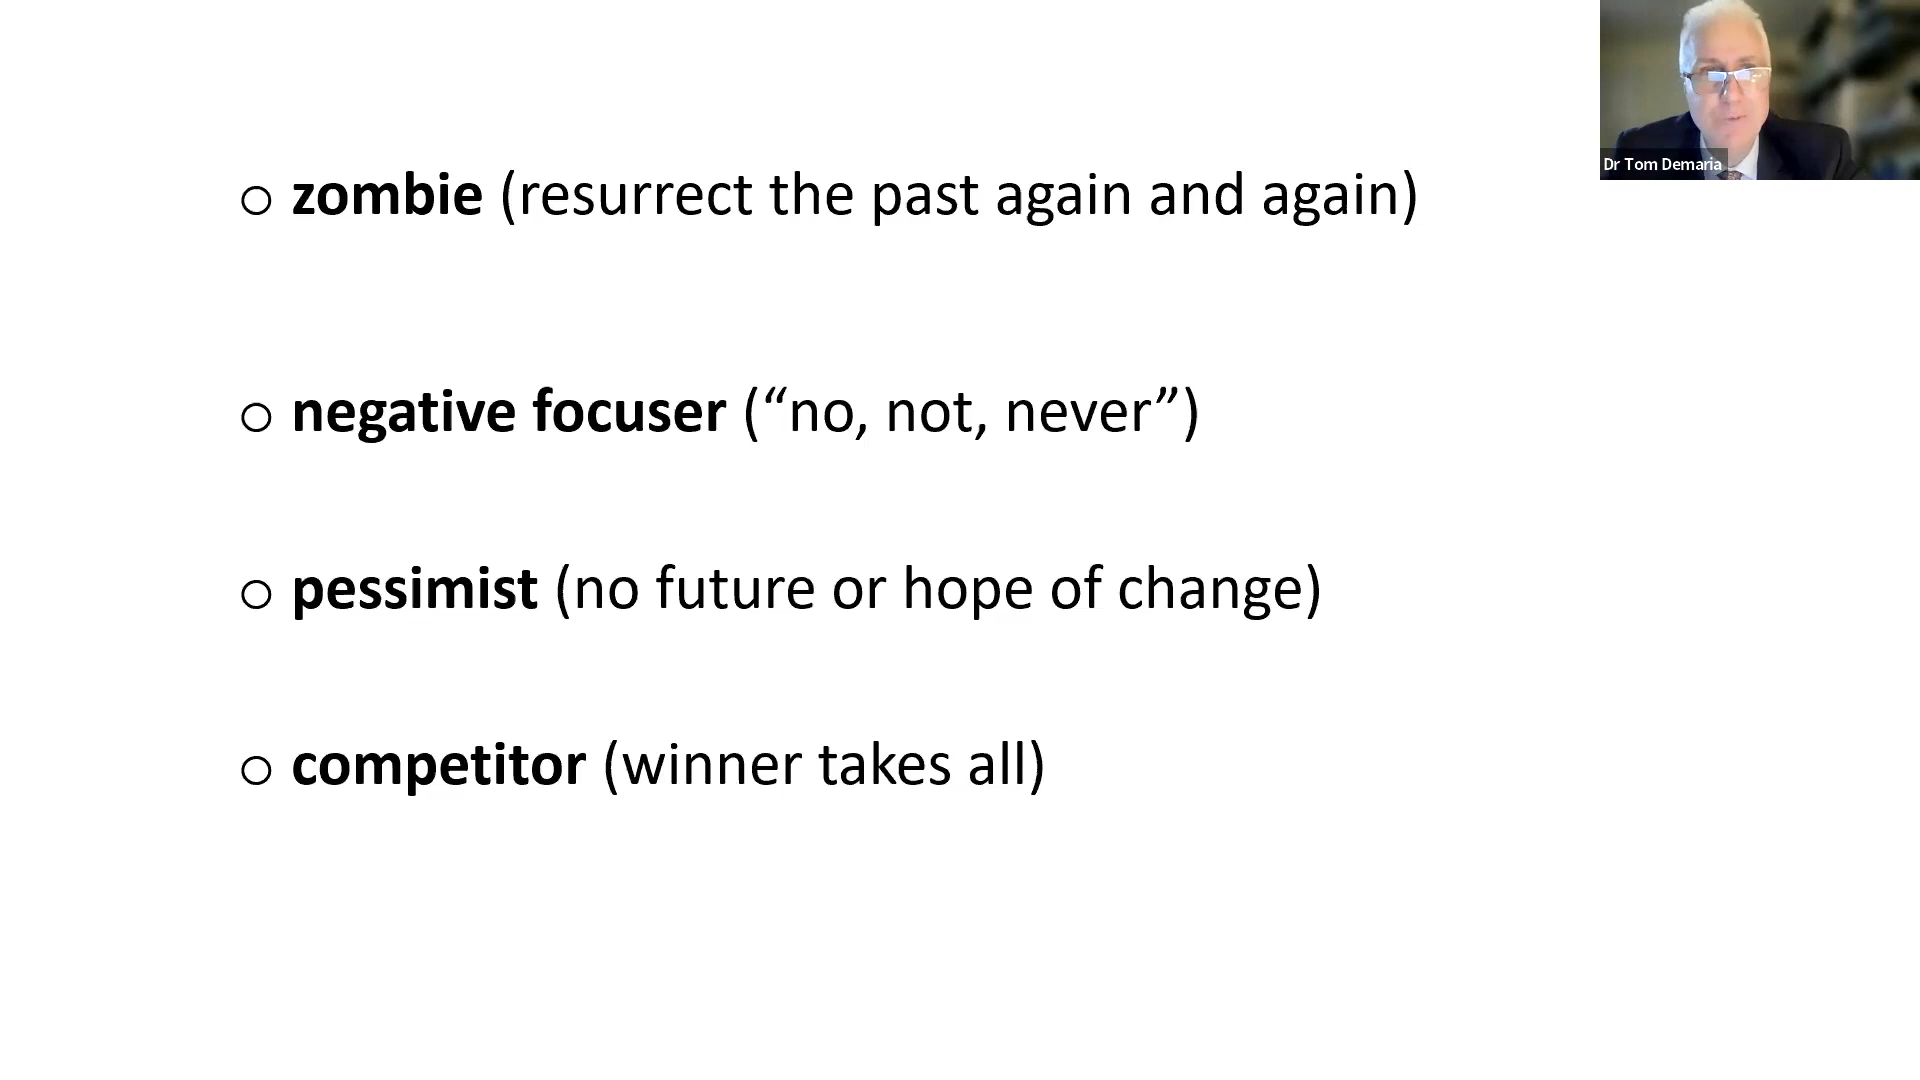 Dr Tom Demaria
○ zombie (resurrect the past again and again)
○ negative focuser (“no, not, never”)
○ pessimist (no future or hope of change)
○ competitor (winner takes all)